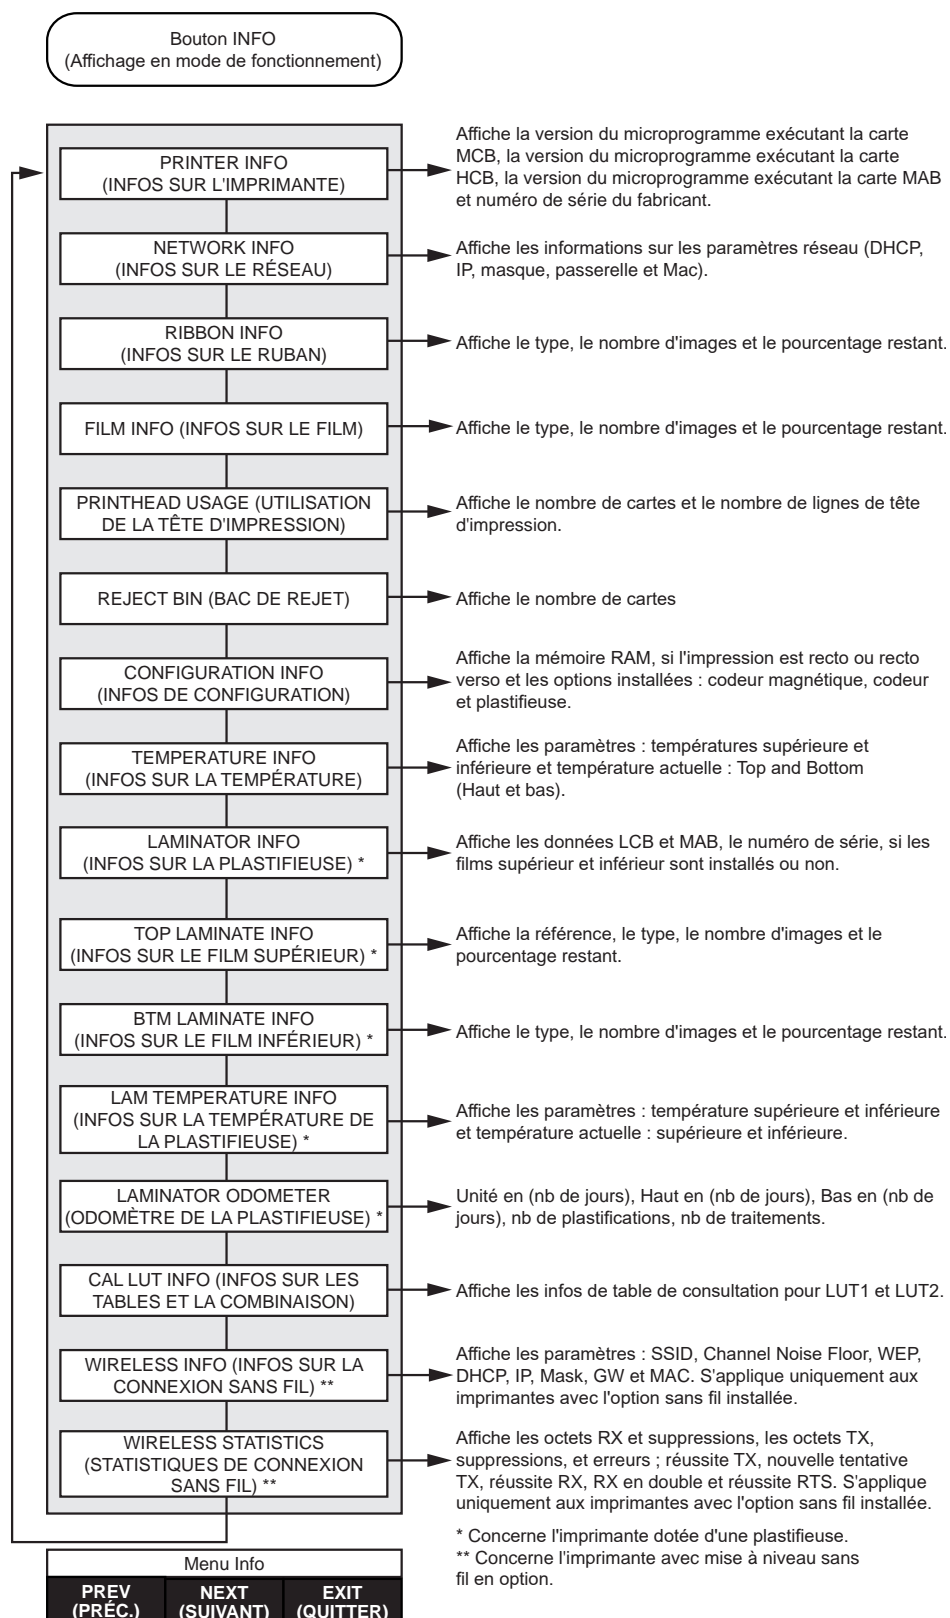 Bouton INFO
(Affichage en mode de fonctionnement)
PRINTER INFO
(INFOS SUR L'IMPRIMANTE)
Affiche la version du microprogramme exécutant la carte
MCB, la version du microprogramme exécutant la carte
HCB, la version du microprogramme exécutant la carte MAB
et numéro de série du fabricant.
NETWORK INFO
(INFOS SUR LE RÉSEAU)
Affiche les informations sur les paramètres réseau (DHCP,
IP, masque, passerelle et Mac).
RIBBON INFO
(INFOS SUR LE RUBAN)
Affiche le type, le nombre d'images et le pourcentage restant.
FILM INFO (INFOS SUR LE FILM)
Affiche le type, le nombre d'images et le pourcentage restant.
PRINTHEAD USAGE (UTILISATION
DE LA TÊTE D'IMPRESSION)
Affiche le nombre de cartes et le nombre de lignes de tête
d'impression.
REJECT BIN (BAC DE REJET)
Affiche le nombre de cartes
CONFIGURATION INFO
(INFOS DE CONFIGURATION)
Affiche la mémoire RAM, si l'impression est recto ou recto
verso et les options installées : codeur magnétique, codeur
et plastifieuse.
TEMPERATURE INFO
(INFOS SUR LA TEMPÉRATURE)
Affiche les paramètres : températures supérieure et
inférieure et température actuelle : Top and Bottom
(Haut et bas).
LAMINATOR INFO
(INFOS SUR LA PLASTIFIEUSE) *
Affiche les données LCB et MAB, le numéro de série, si les
films supérieur et inférieur sont installés ou non.
TOP LAMINATE INFO
(INFOS SUR LE FILM SUPÉRIEUR) *
Affiche la référence, le type, le nombre d'images et le
pourcentage restant.
BTM LAMINATE INFO
(INFOS SUR LE FILM INFÉRIEUR) *
Affiche le type, le nombre d'images et le pourcentage restant.
LAM TEMPERATURE INFO
(INFOS SUR LA TEMPÉRATURE DE
LA PLASTIFIEUSE) *
Affiche les paramètres : température supérieure et inférieure
et température actuelle : supérieure et inférieure.
LAMINATOR ODOMETER
(ODOMÈTRE DE LA PLASTIFIEUSE) *
Unité en (nb de jours), Haut en (nb de jours), Bas en (nb de
jours), nb de plastifications, nb de traitements.
CAL LUT INFO (INFOS SUR LES
TABLES ET LA COMBINAISON)
Affiche les infos de table de consultation pour LUT1 et LUT2.
WIRELESS INFO (INFOS SUR LA
CONNEXION SANS FIL) **
Affiche les paramètres : SSID, Channel Noise Floor, WEP,
DHCP, IP, Mask, GW et MAC. S'applique uniquement aux
imprimantes avec l'option sans fil installée.
WIRELESS STATISTICS
(STATISTIQUES DE CONNEXION
SANS FIL) **
Affiche les octets RX et suppressions, les octets TX,
suppressions, et erreurs ; réussite TX, nouvelle tentative
TX, réussite RX, RX en double et réussite RTS. S'applique
uniquement aux imprimantes avec l'option sans fil installée.
* Concerne l'imprimante dotée d'une plastifieuse.
** Concerne l'imprimante avec mise à niveau sans
fil en option.
Menu Info
PREV
(PRÉC.)
NEXT
(SUIVANT)
EXIT
(QUITTER)